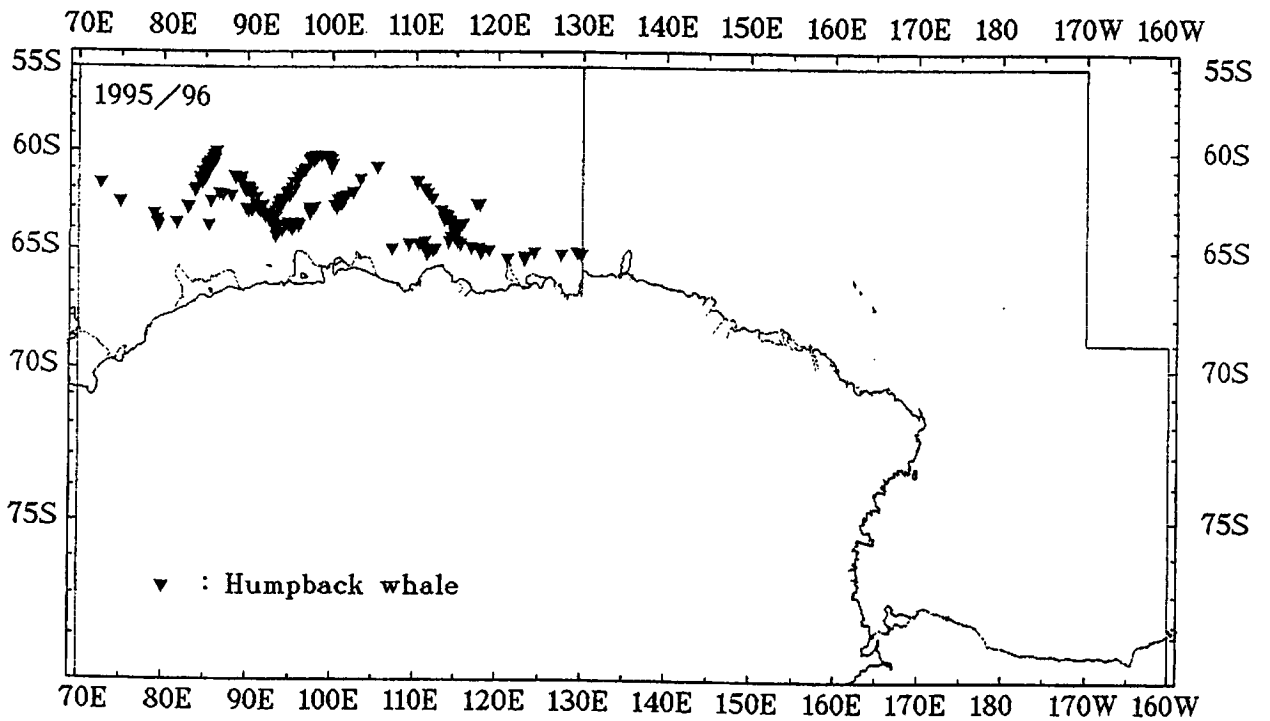 70E 80E 90E 100E 110E 120E 130E 140E 150E 160E 170E 180 170W 160W
55S 55S
1995/96
60S 60S
65S 65S
70S 70S
75S 75S
▼ : Humpback whale
70E 80E 90E 100E 110E 120E 130E 140E 150E 160E 170E 180 170W 160W